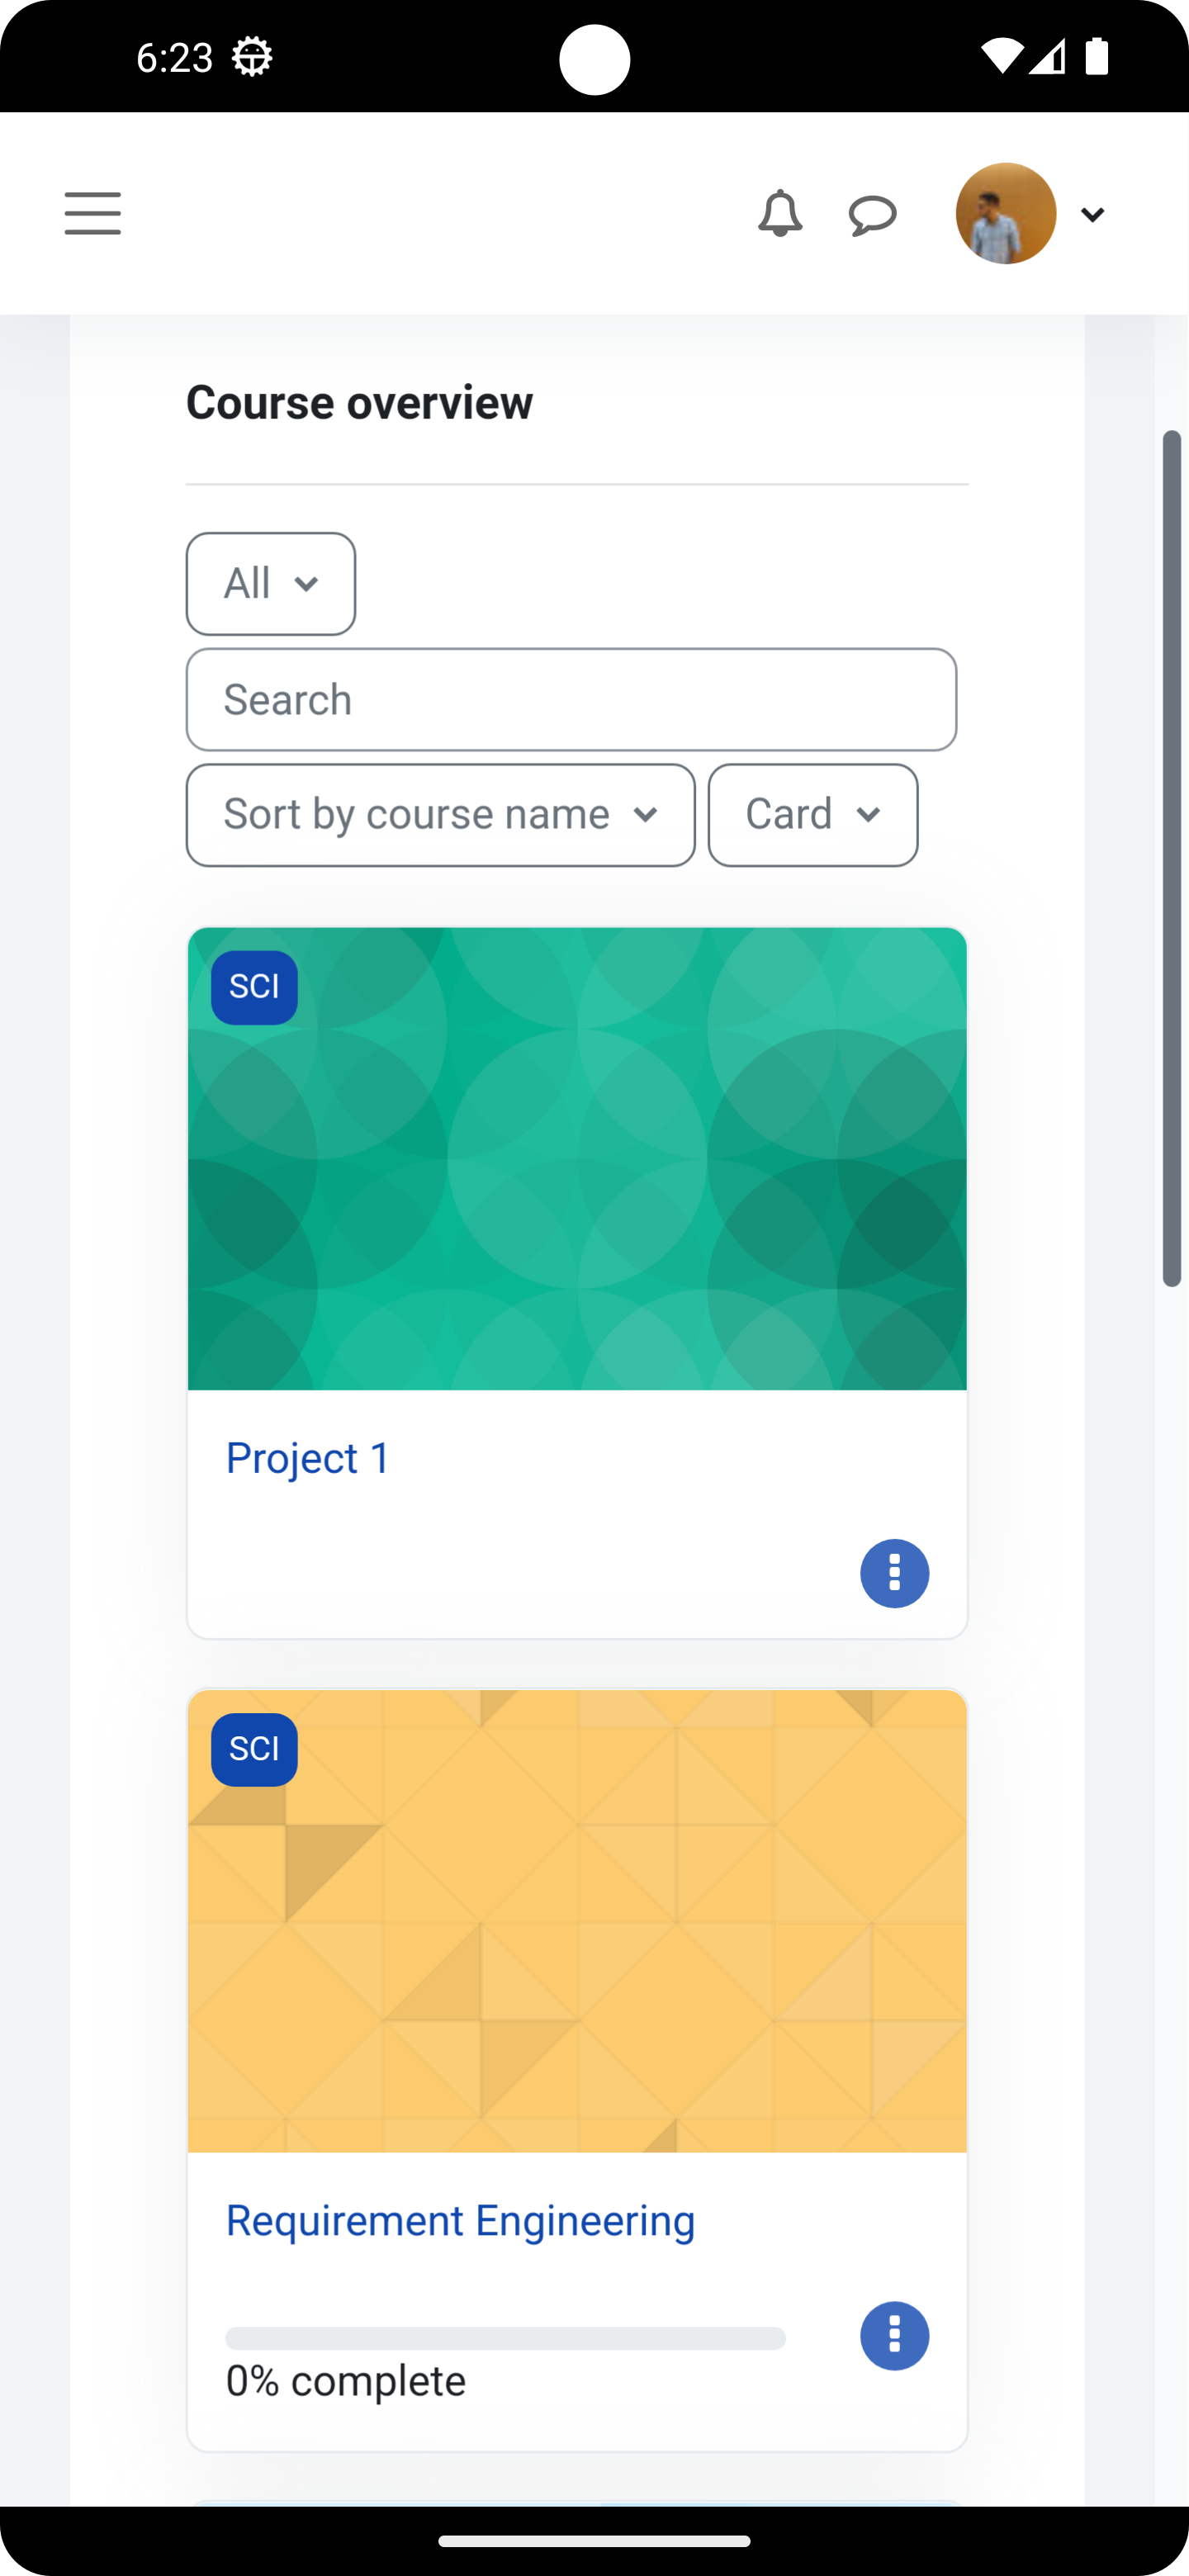 6:23
Course overview
All
Search
Sort by course name Card
SCI
Project 1
SCI
Requirement Engineering
0% complete